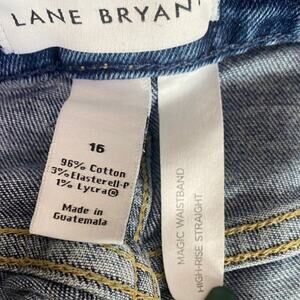 LANE BRYANT
16
96% Cotton
3% Elasterell-P
1% Lycra®
Made in
Guatemala
MAGIC WAISTBAND
HIGH-RISE STRAIGHT